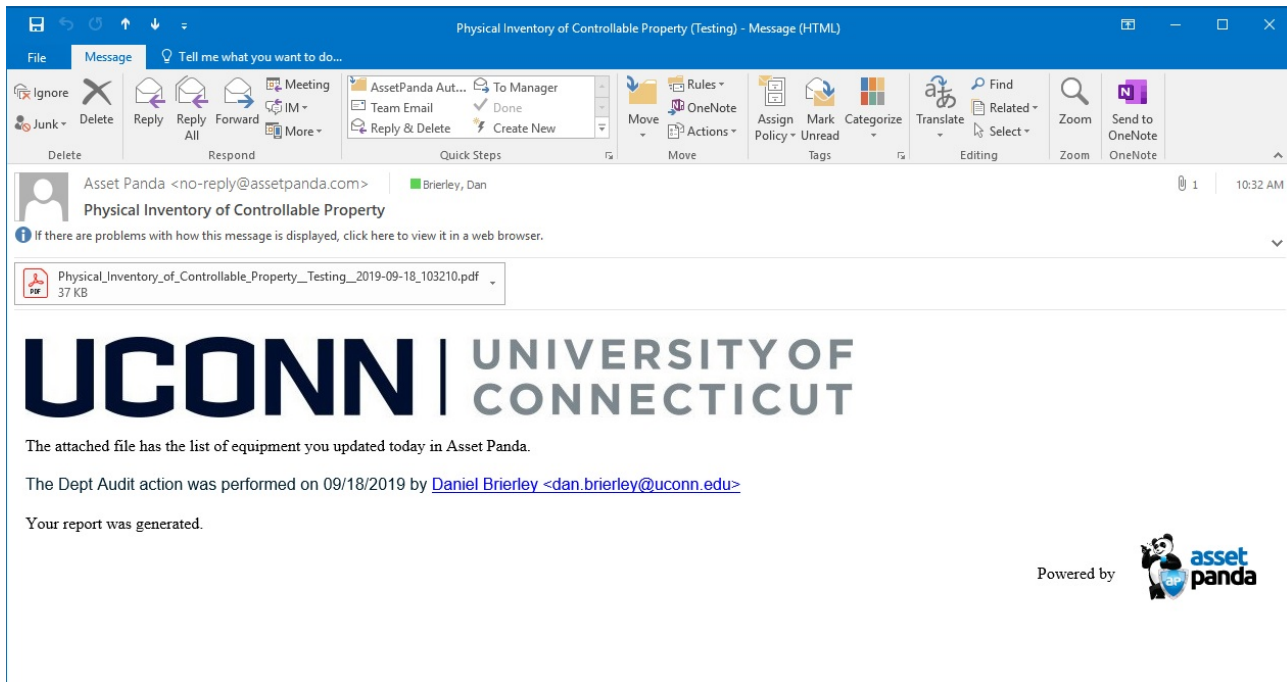 Physical Inventory of Controllable Property (Testing) - Message (HTML)
File Message Tell me what you want to do...
Ignore
Junk
Delete
Reply
Reply All
Forward
Meeting
IM
More
AssetPanda Aut...
To Manager
Team Email
Done
Reply & Delete
Create New
Move
Rules
OneNote
Actions
Assign Policy
Mark Unread
Categorize
Translate
Find
Related
Select
Zoom
Send to OneNote
Delete Respond Quick Steps Move Tags Editing Zoom OneNote
Asset Panda <no-reply@assetpanda.com> Brierley, Dan 1 10:32 AM
Physical Inventory of Controllable Property
If there are problems with how this message is displayed, click here to view it in a web browser.
Physical_Inventory_of_Controllable_Property__Testing__2019-09-18_103210.pdf
PDF
37 KB
UCONN UNIVERSITY OF
CONNECTICUT
The attached file has the list of equipment you updated today in Asset Panda.
The Dept Audit action was performed on 09/18/2019 by Daniel Brierley <dan.brierley@uconn.edu>
Your report was generated.
Powered by
ap
asset
panda